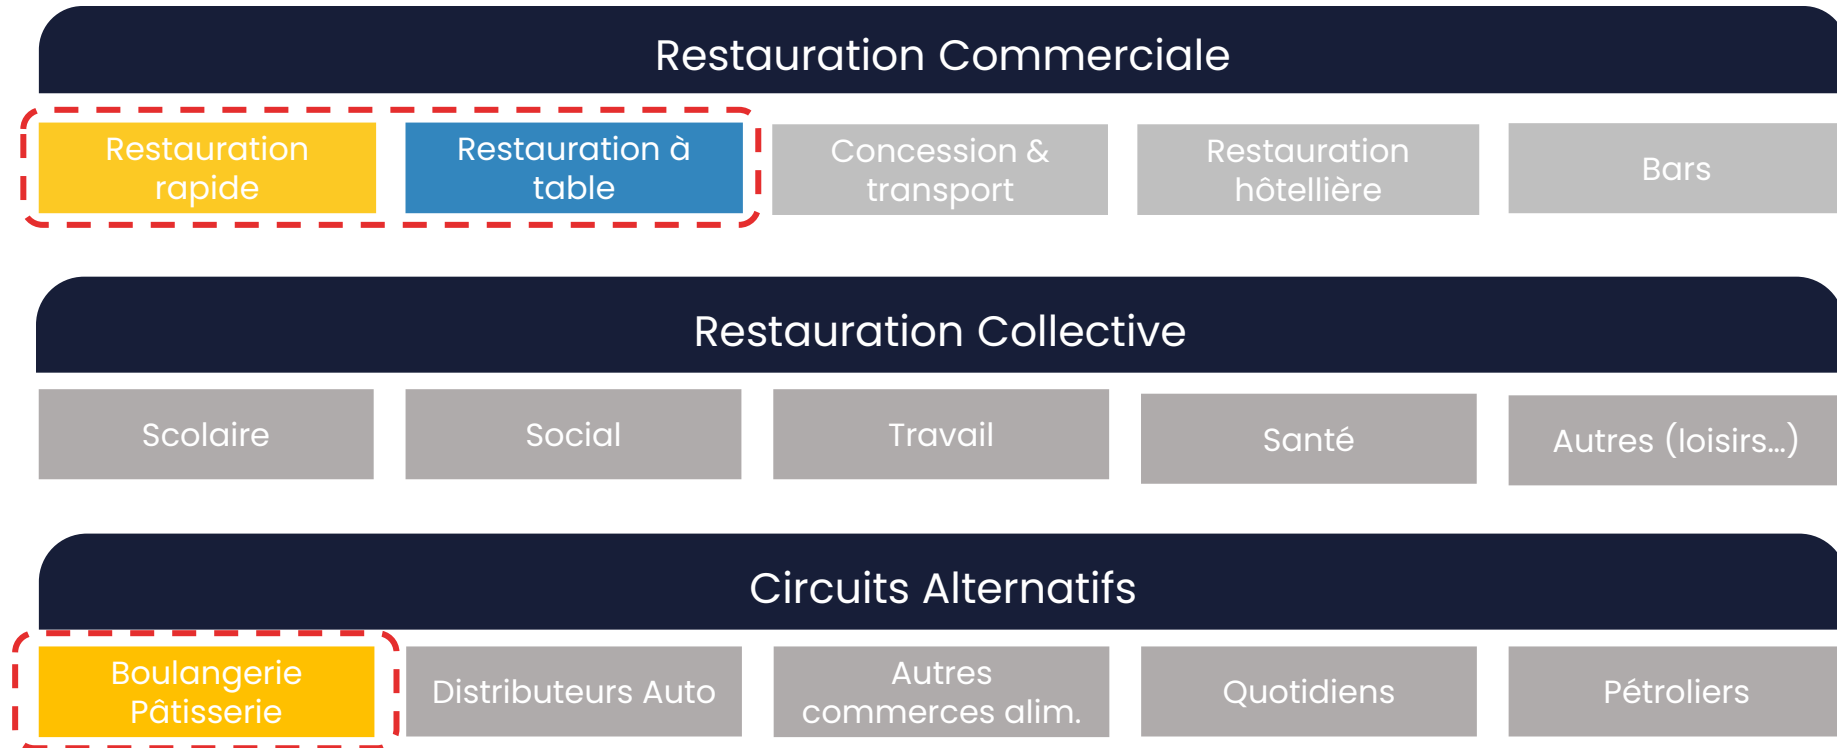 Restauration Commerciale
Restauration
rapide
Restauration à
table
Concession &
transport
Restauration
hôtellière
Bars
Restauration Collective
Scolaire
Social
Travail
Santé
Autres (loisirs...)
Circuits Alternatifs
Boulangerie
Pâtisserie
Distributeurs Auto
Autres
commerces alim.
Quotidiens
Pétroliers